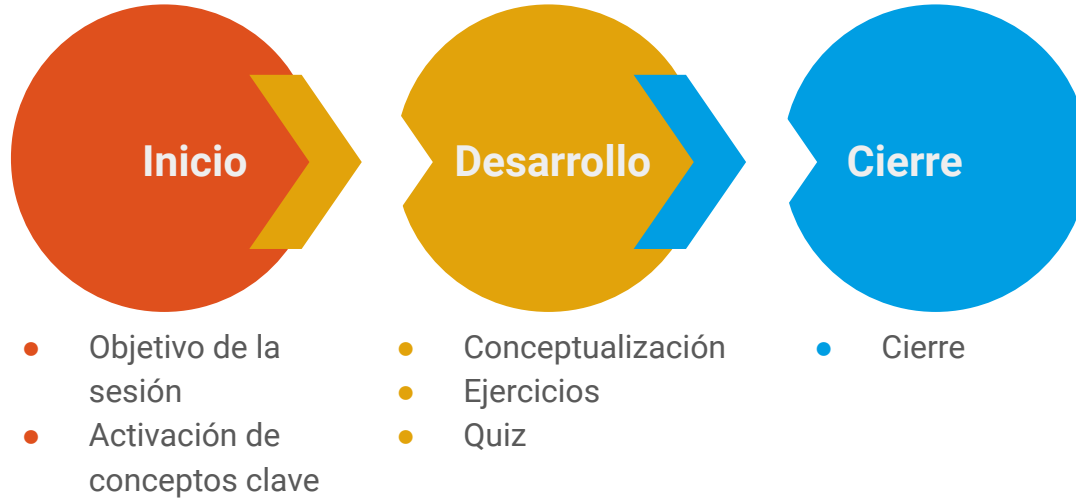 Inicio
Desarrollo
Cierre
● Objetivo de la
sesión
● Activación de
conceptos clave
● Conceptualización
● Ejercicios
● Quiz
● Cierre